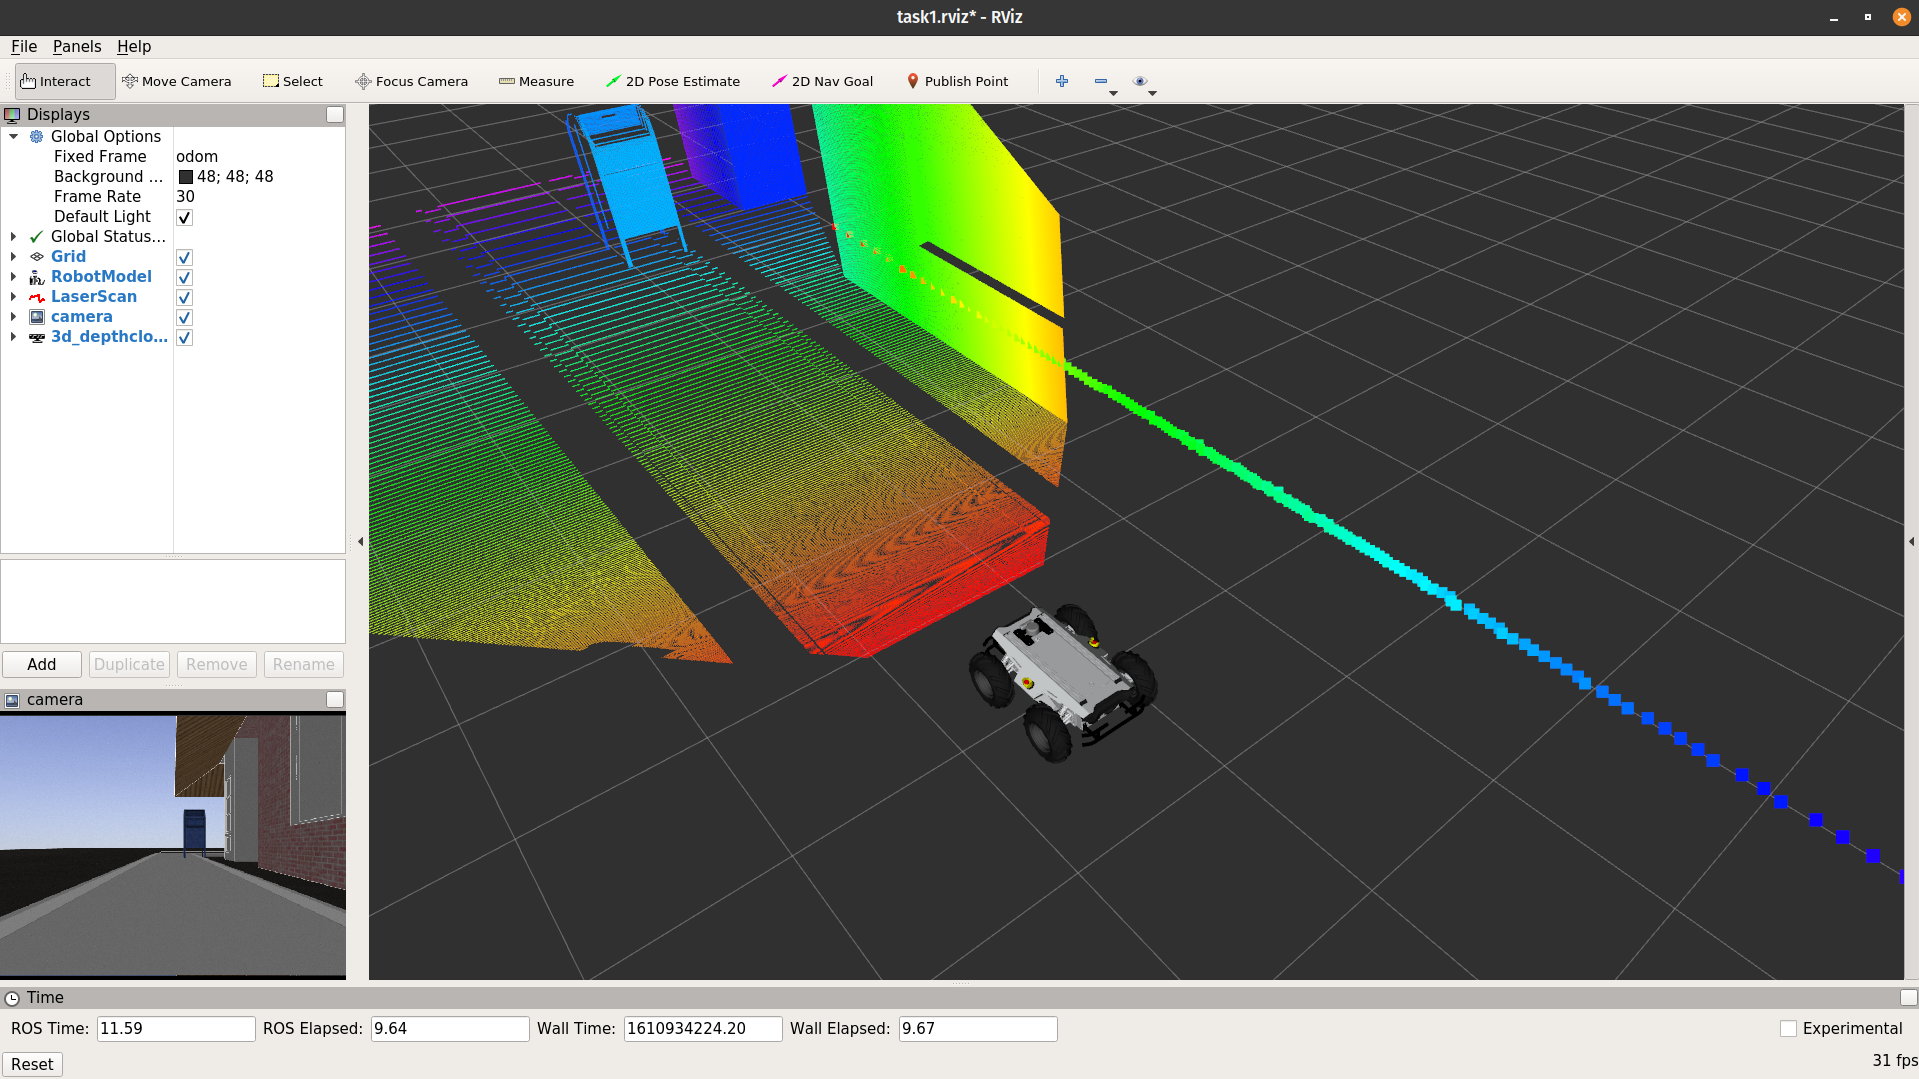 task1.rviz* - RViz
File Panels Help
Interact Move Camera Select Focus Camera Measure 2D Pose Estimate 2D Nav Goal Publish Point
Displays
Global Options
Fixed Frame odom
Background ... 48; 48; 48
Frame Rate 30
Default Light
Global Status...
Grid
RobotModel
LaserScan
camera
3d_depthclo...
Add Duplicate Remove Rename
camera
Time
ROS Time: 11.59 ROS Elapsed: 9.64 Wall Time: 1610934224.20 Wall Elapsed: 9.67 Experimental
Reset 31 fps